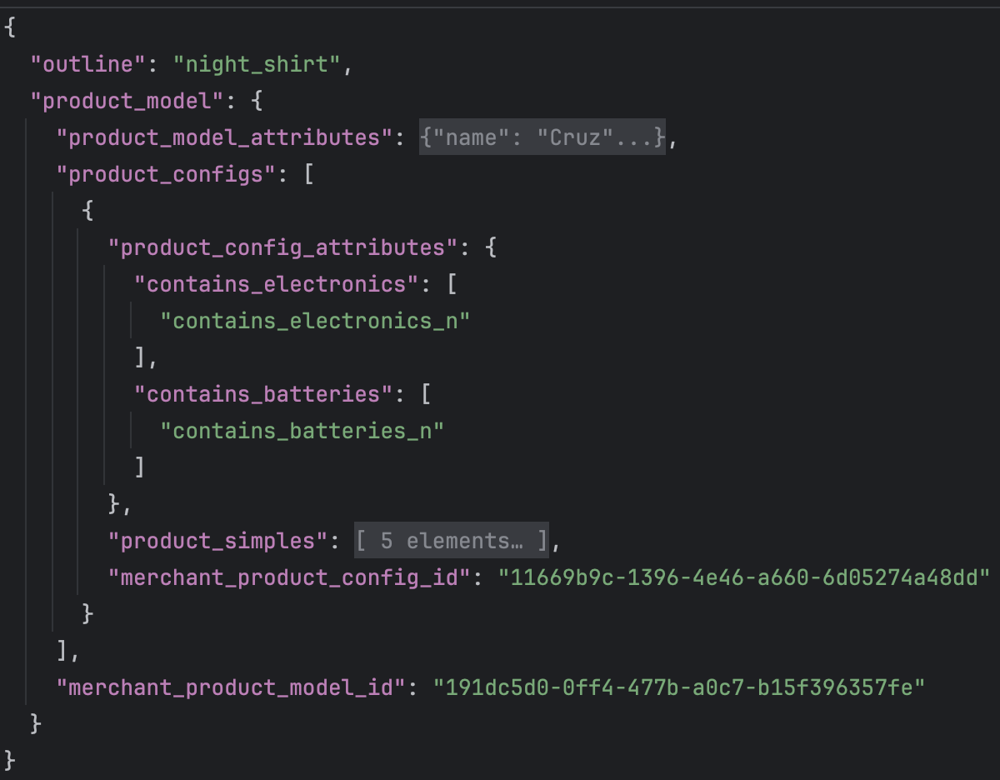 {
  "outline": "night_shirt",
  "product_model": {
    "product_model_attributes": {"name": "Cruz"...},
    "product_configs": [
      {
        "product_config_attributes": {
          "contains_electronics": [
            "contains_electronics_n"
          ],
          "contains_batteries": [
            "contains_batteries_n"
          ]
        },
        "product_simples": [ 5 elements… ],
        "merchant_product_config_id": "11669b9c-1396-4e46-a660-6d05274a48dd"
      }
    ],
    "merchant_product_model_id": "191dc5d0-0ff4-477b-a0c7-b15f396357fe"
  }
}